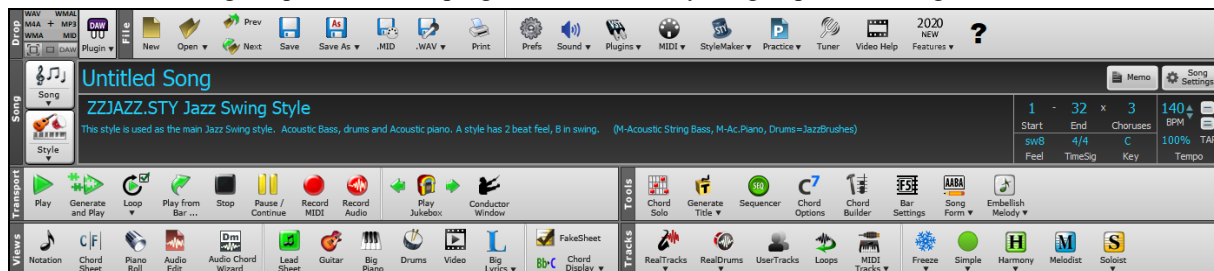 Drop
WAV WMAL
M4A + MP3
WMA MID
DAW
DAW
Plugin
File
New
Open
Prev
Next
Save
AS
Save As
.MID
.WAV
Print
Prefs
Sound
Plugins
MIDI
StyleMaker
Practice
Tuner
Video Help
2020
NEW
Features
?
Song
Song
Untitled Song
Memo
Song
Settings
Style
ZZJAZZ.STY Jazz Swing Style
This style is used as the main Jazz Swing style. Acoustic Bass, drums and Acoustic piano. A style has 2 beat feel, B in swing. (M-Acoustic String Bass, M-Ac.Piano, Drums=JazzBrushes)
1 - 32 x 3
Start End Choruses
sw8 4/4 C
Feel TimeSig Key
140
BPM
100% TAP
Tempo
Transport
Play
Generate
and Play
Loop
Play from
Bar ...
Stop
Pause /
Continue
Record
MIDI
Record
Audio
Play
Jukebox
Conductor
Window
Tools
Chord
Solo
Generate
Title
SEQ
Sequencer
C7
Chord
Options
Chord
Builder
Bar
Settings
AABA
Song
Form
Embellish
Melody
Views
Notation
C F
Chord
Sheet
Piano
Roll
Audio
Edit
Dm
Audio Chord
Wizard
Lead
Sheet
Guitar
Big
Piano
Drums
Video
L
Big
Lyrics
FakeSheet
Bb•C Chord
Display
Tracks
RealTracks
RealDrums
UserTracks
Loops
MIDI
Tracks
Freeze
Simple
H
Harmony
M
Melodist
S
Soloist